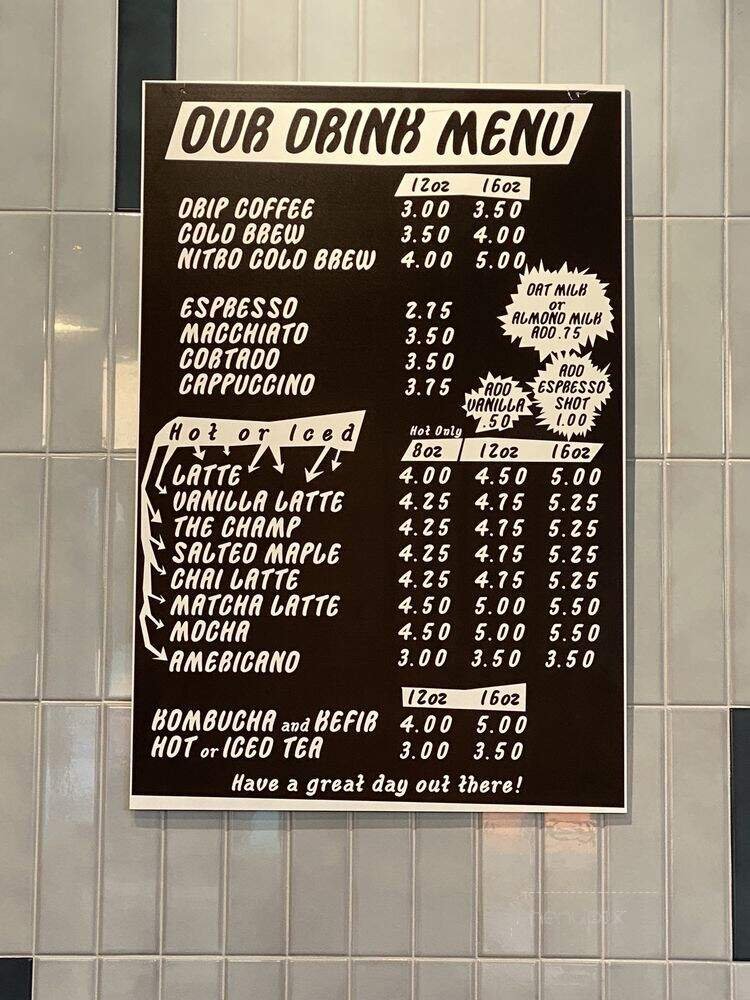 OUR DRINK MENU
12oz 16oz
DRIP COFFEE 3.00 3.50
COLD BREW 3.50 4.00
NITRO COLD BREW 4.00 5.00
OAT MILK
or
ALMOND MILK
ADD .75
ESPRESSO 2.75
MACCHIATO 3.50
CORTADO 3.50
CAPPUCCINO 3.75
ADD
ESPRESSO
SHOT
1.00
ADD
VANILLA
.50
Hot or Iced
Hot Only
8oz 12oz 16oz
LATTE 4.00 4.50 5.00
VANILLA LATTE 4.25 4.75 5.25
THE CHAMP 4.25 4.75 5.25
SALTED MAPLE 4.25 4.75 5.25
CHAI LATTE 4.25 4.75 5.25
MATCHA LATTE 4.50 5.00 5.50
MOCHA 4.50 5.00 5.50
AMERICANO 3.00 3.50 3.50
12oz 16oz
KOMBUCHA and KEFIR 4.00 5.00
HOT or ICED TEA 3.00 3.50
Have a great day out there!
menupix